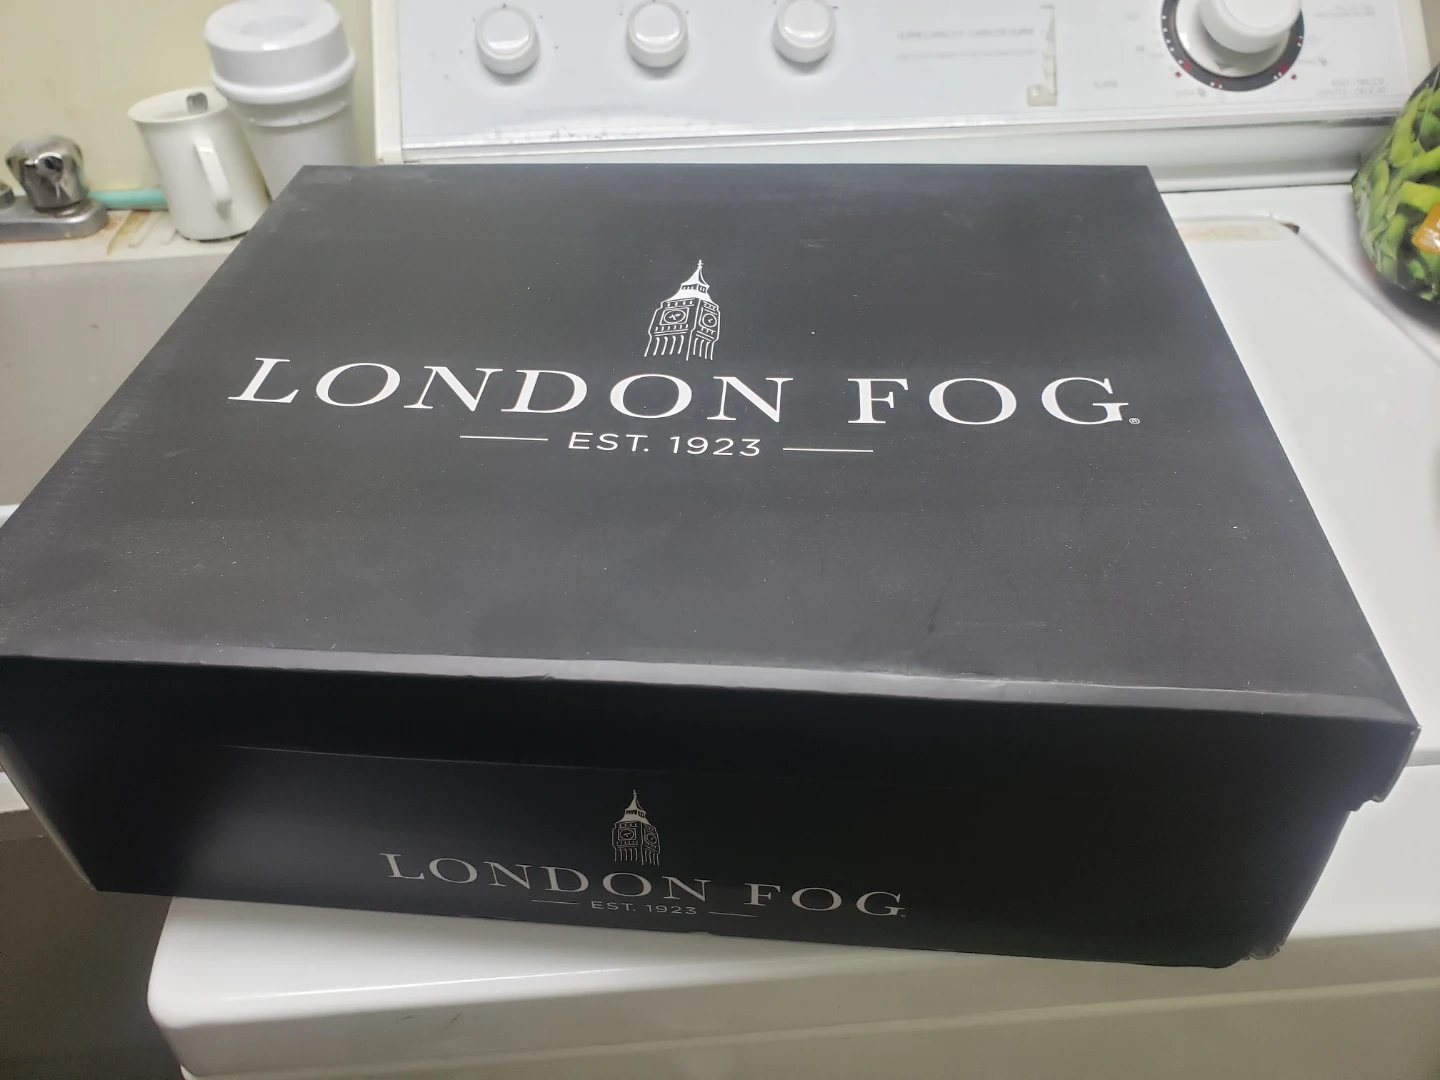 LONDON FOG®
EST. 1923
LONDON FOG
EST. 1923